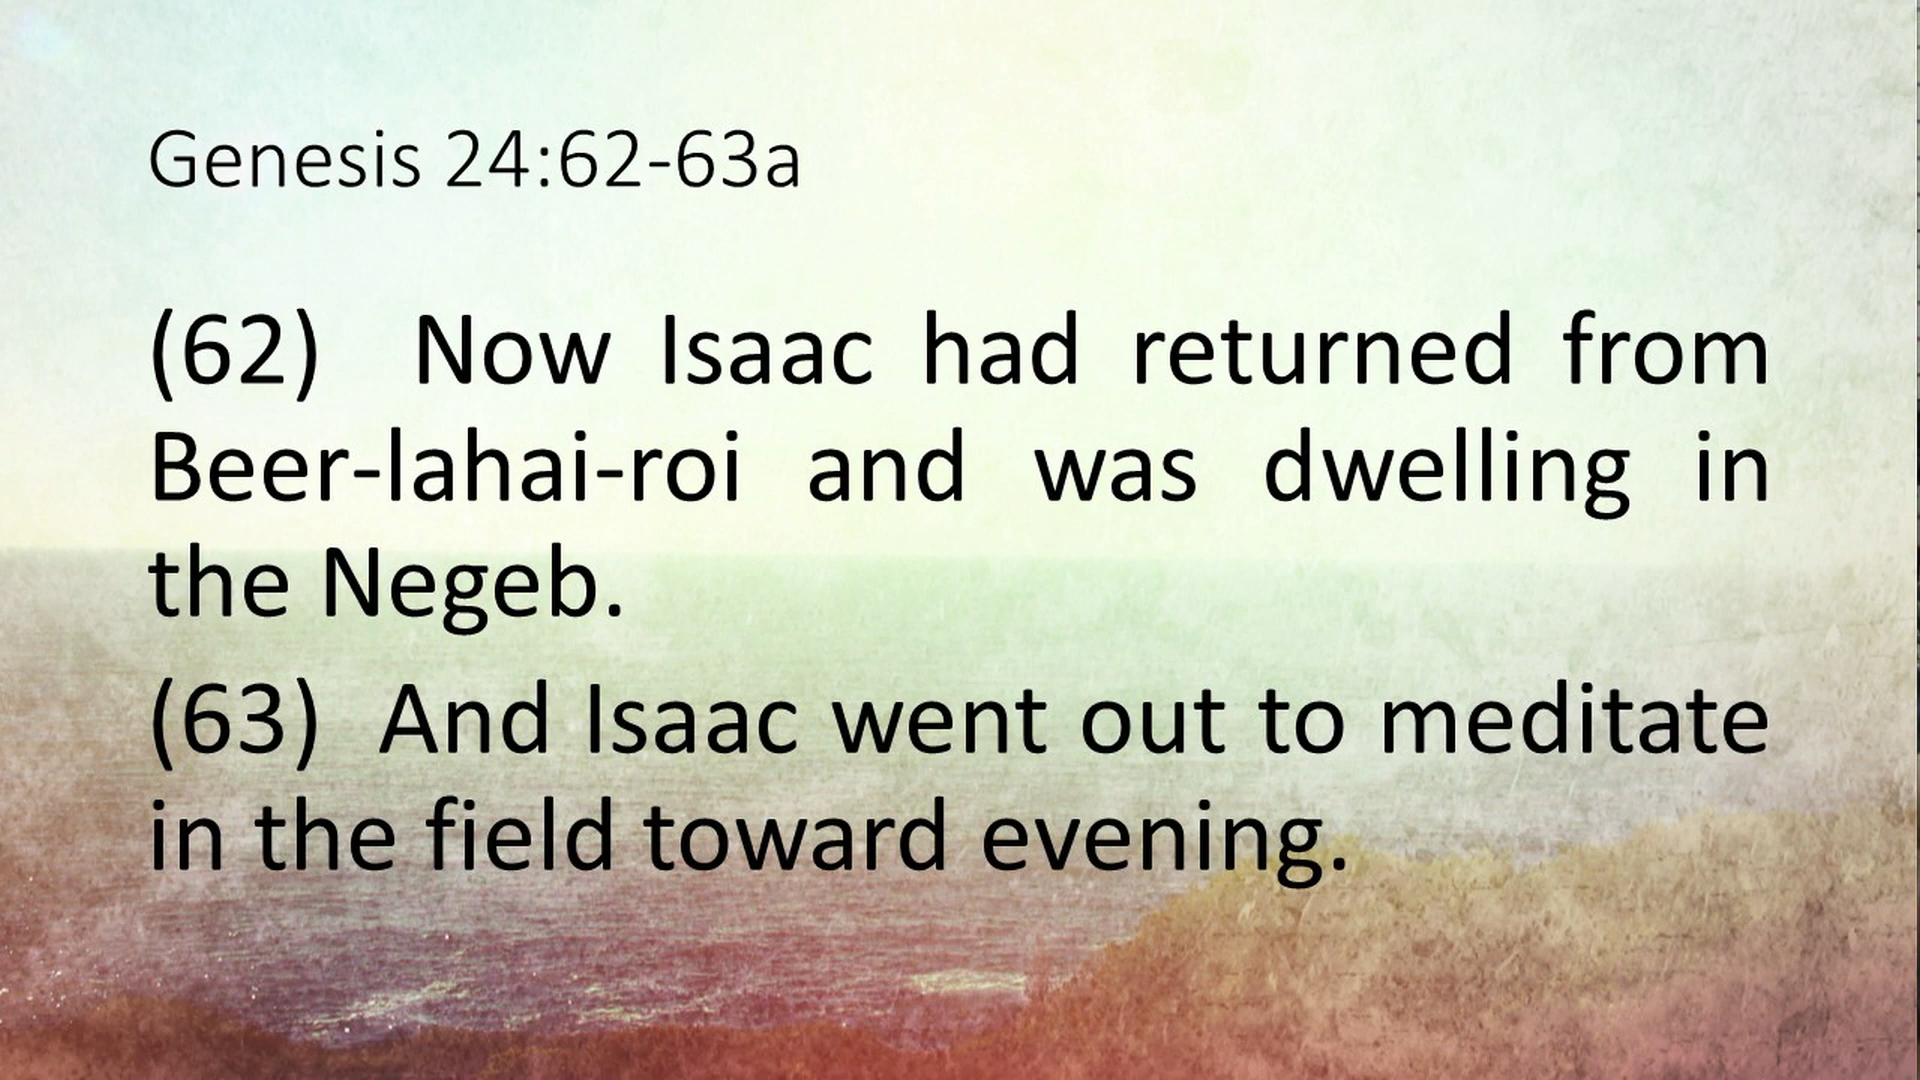 Genesis 24:62-63a
(62)  Now Isaac had returned from
Beer-lahai-roi and was dwelling in
the Negeb.
(63)  And Isaac went out to meditate
in the field toward evening.